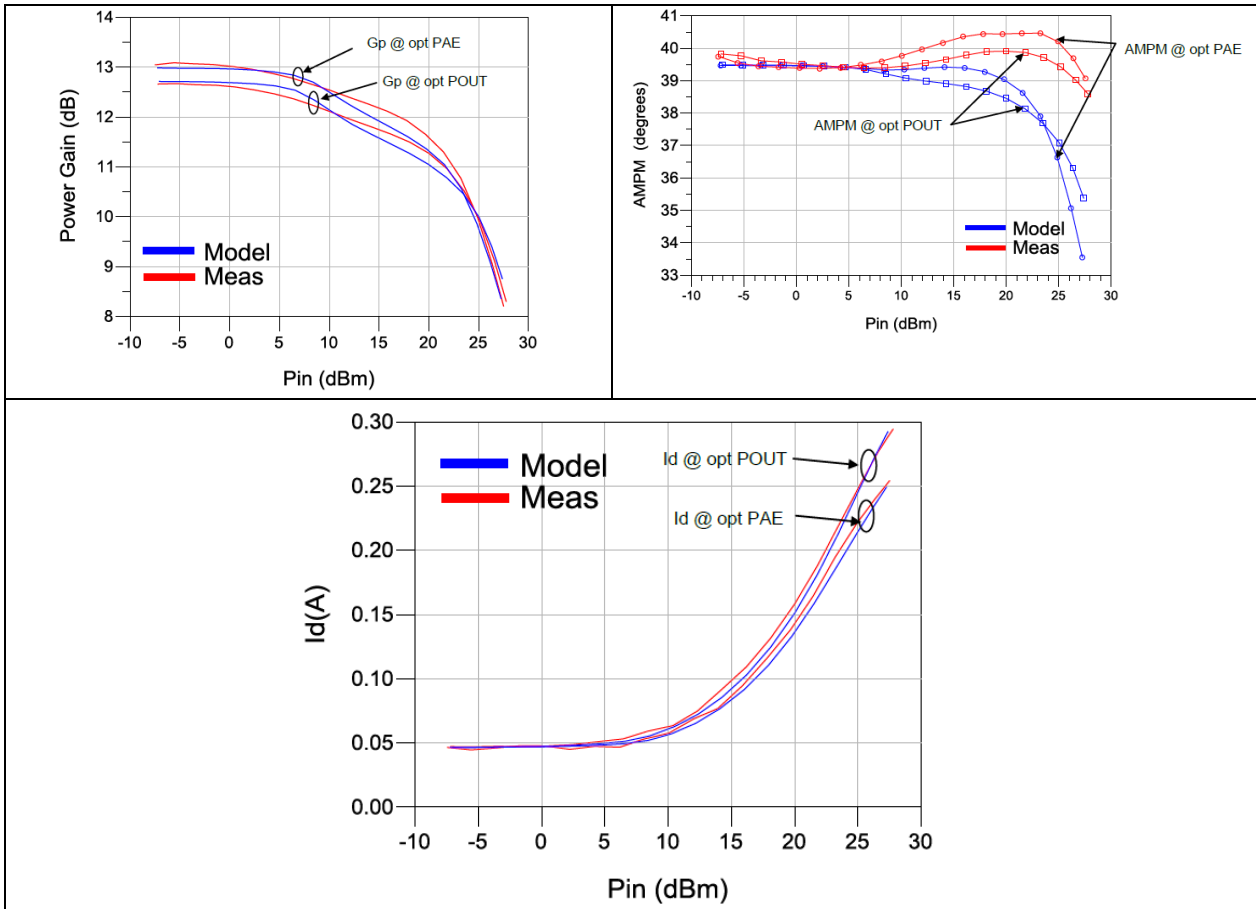 14
13
12
11
10
9
8
Power Gain (dB)
Gp @ opt PAE
Gp @ opt POUT
Model
Meas
-10 -5 0 5 10 15 20 25 30
Pin (dBm)
41
40
39
38
37
36
35
34
33
AMPM (degrees)
AMPM @ opt PAE
AMPM @ opt POUT
Model
Meas
-10 -5 0 5 10 15 20 25 30
Pin (dBm)
0.30
0.25
0.20
0.15
0.10
0.05
0.00
Id(A)
Model
Meas
Id @ opt POUT
Id @ opt PAE
-10 -5 0 5 10 15 20 25 30
Pin (dBm)